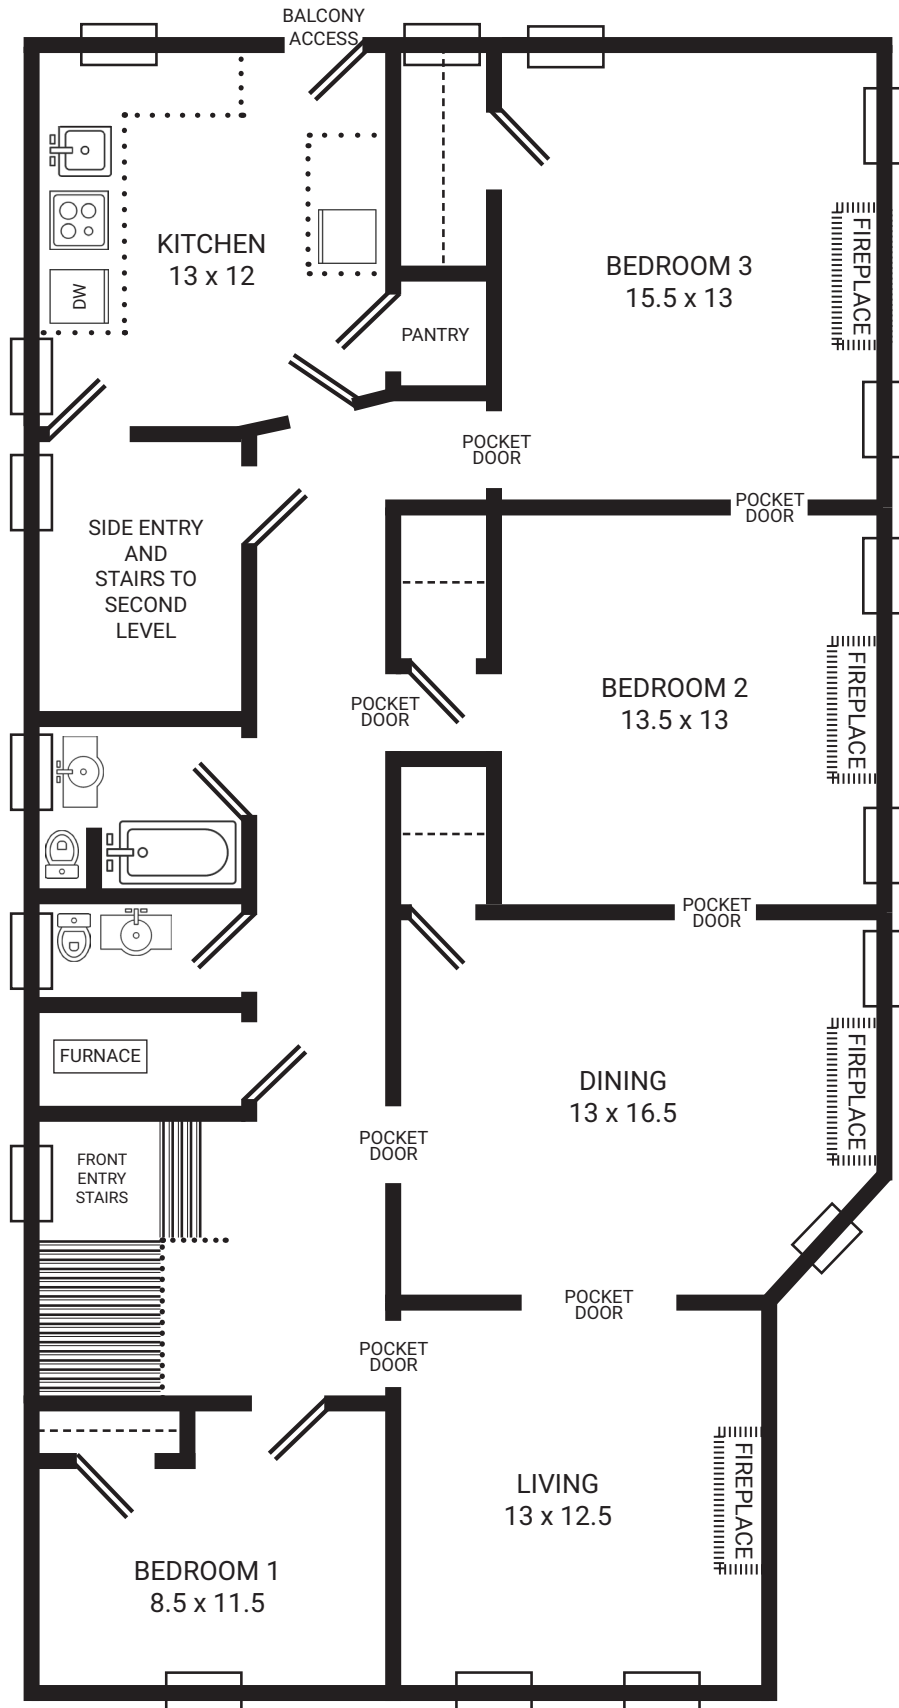 BALCONY
ACCESS
KITCHEN
13 x 12
DW
PANTRY
BEDROOM 3
15.5 x 13
FIREPLACE
POCKET
DOOR
POCKET
DOOR
SIDE ENTRY
AND
STAIRS TO
SECOND
LEVEL
BEDROOM 2
13.5 x 13
FIREPLACE
POCKET
DOOR
POCKET
DOOR
FURNACE
DINING
13 x 16.5
FIREPLACE
POCKET
DOOR
FRONT
ENTRY
STAIRS
POCKET
DOOR
POCKET
DOOR
LIVING
13 x 12.5
FIREPLACE
BEDROOM 1
8.5 x 11.5